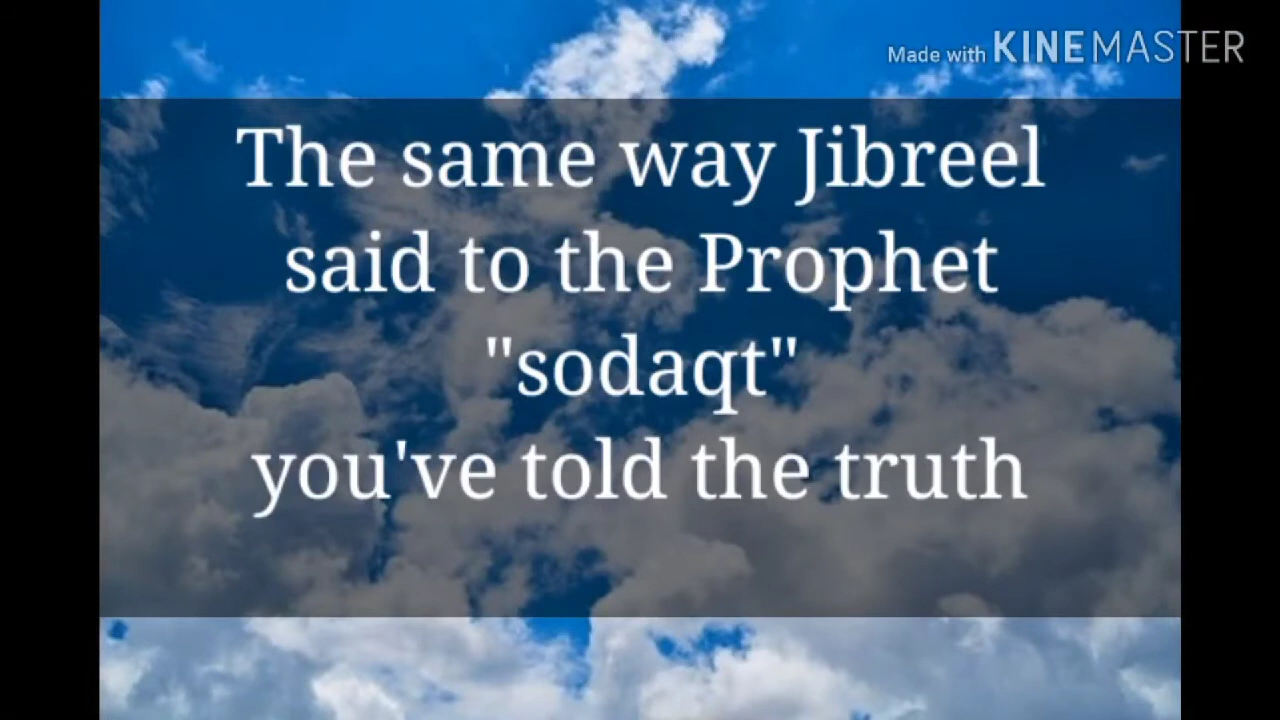 Made with KINEMASTER
The same way Jibreel
said to the Prophet
"sodaqt"
you've told the truth